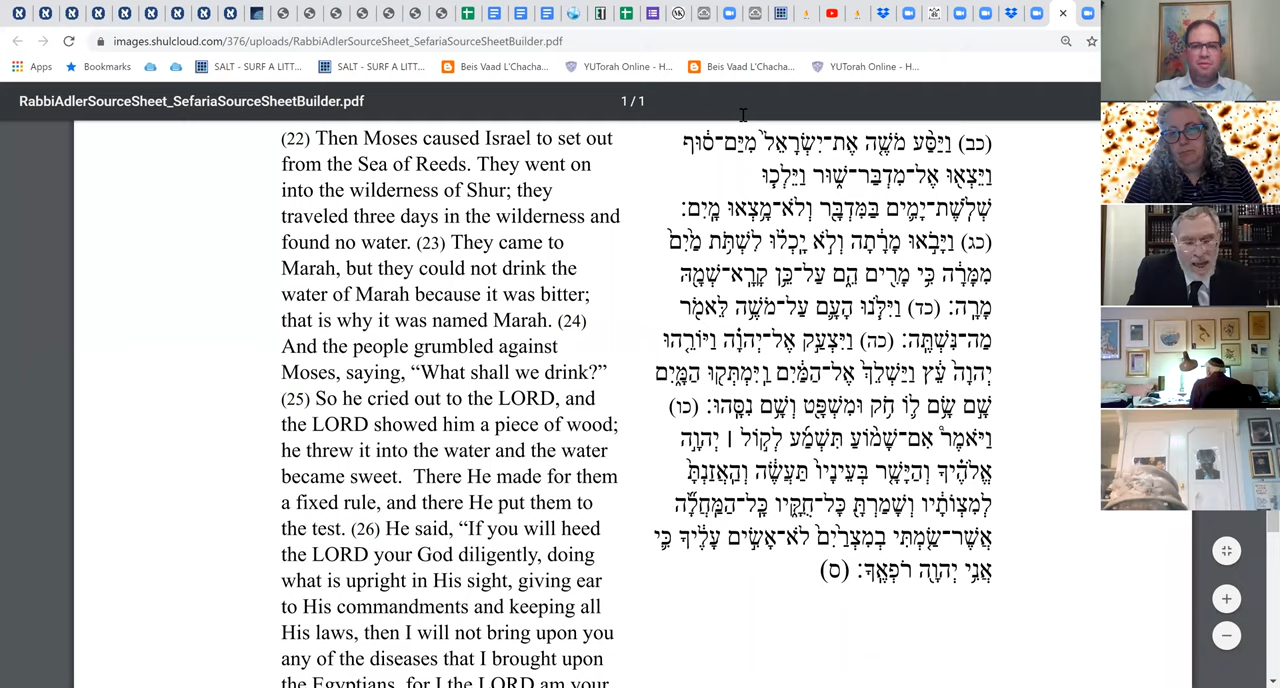 images.shulcloud.com/376/uploads/RabbiAdlerSourceSheet_SefariaSourceSheetBuilder.pdf
Apps
Bookmarks
SALT - SURF A LITT...
SALT - SURF A LITT...
Beis Vaad L'Chacha...
YUTorah Online - H...
Beis Vaad L'Chacha...
YUTorah Online - H...
RabbiAdlerSourceSheet_SefariaSourceSheetBuilder.pdf
1 / 1
(22) Then Moses caused Israel to set out
from the Sea of Reeds. They went on
into the wilderness of Shur; they
traveled three days in the wilderness and
found no water. (23) They came to
Marah, but they could not drink the
water of Marah because it was bitter;
that is why it was named Marah. (24)
And the people grumbled against
Moses, saying, “What shall we drink?”
(25) So he cried out to the LORD, and
the LORD showed him a piece of wood;
he threw it into the water and the water
became sweet. There He made for them
a fixed rule, and there He put them to
the test. (26) He said, “If you will heed
the LORD your God diligently, doing
what is upright in His sight, giving ear
to His commandments and keeping all
His laws, then I will not bring upon you
any of the diseases that I brought upon
the Egyptians, for I the LORD am your
(כב) וַיַּסַּ֨ע מֹשֶׁ֤ה אֶת־יִשְׂרָאֵל֙ מִיַּם־ס֔וּף
וַיֵּצְא֖וּ אֶל־מִדְבַּר־שׁ֑וּר וַיֵּלְכ֧וּ
שְׁלֹֽשֶׁת־יָמִ֛ים בַּמִּדְבָּ֖ר וְלֹא־מָ֥צְאוּ מָֽיִם׃
(כג) וַיָּבֹ֣אוּ מָרָ֔תָה וְלֹ֣א יָֽכְל֗וּ לִשְׁתֹּ֥ת מַ֙יִם֙
מִמָּרָ֔ה כִּ֥י מָרִ֖ים הֵ֑ם עַל־כֵּ֥ן קָרָֽא־שְׁמָ֖הּ
מָרָֽה׃ (כד) וַיִּלֹּ֧נוּ הָעָ֛ם עַל־מֹשֶׁ֥ה לֵּאמֹ֖ר
מַה־נִּשְׁתֶּֽה׃ (כה) וַיִּצְעַ֣ק אֶל־יְהוָ֗ה וַיּוֹרֵ֤הוּ
יְהוָה֙ עֵ֔ץ וַיַּשְׁלֵךְ֙ אֶל־הַמַּ֔יִם וַֽיִּמְתְּק֖וּ הַמָּ֑יִם
שָׁ֣ם שָׂ֥ם ל֛וֹ חֹ֥ק וּמִשְׁפָּ֖ט וְשָׁ֥ם נִסָּֽהוּ׃ (כו)
וַיֹּאמֶר֩ אִם־שָׁמ֨וֹעַ תִּשְׁמַ֜ע לְק֣וֹל ׀ יְהוָ֣ה
אֱלֹהֶ֗יךָ וְהַיָּשָׁ֤ר בְּעֵינָיו֙ תַּעֲשֶׂ֔ה וְהַֽאֲזַנְתָּ֙
לְמִצְוֺתָ֔יו וְשָׁמַרְתָּ֖ כָּל־חֻקָּ֑יו כָּֽל־הַמַּֽחֲלָ֞ה
אֲשֶׁר־שַׂ֤מְתִּי בְמִצְרַ֙יִם֙ לֹא־אָשִׂ֣ים עָלֶ֔יךָ כִּ֛י
אֲנִ֥י יְהוָ֖ה רֹפְאֶֽךָ׃ (ס)